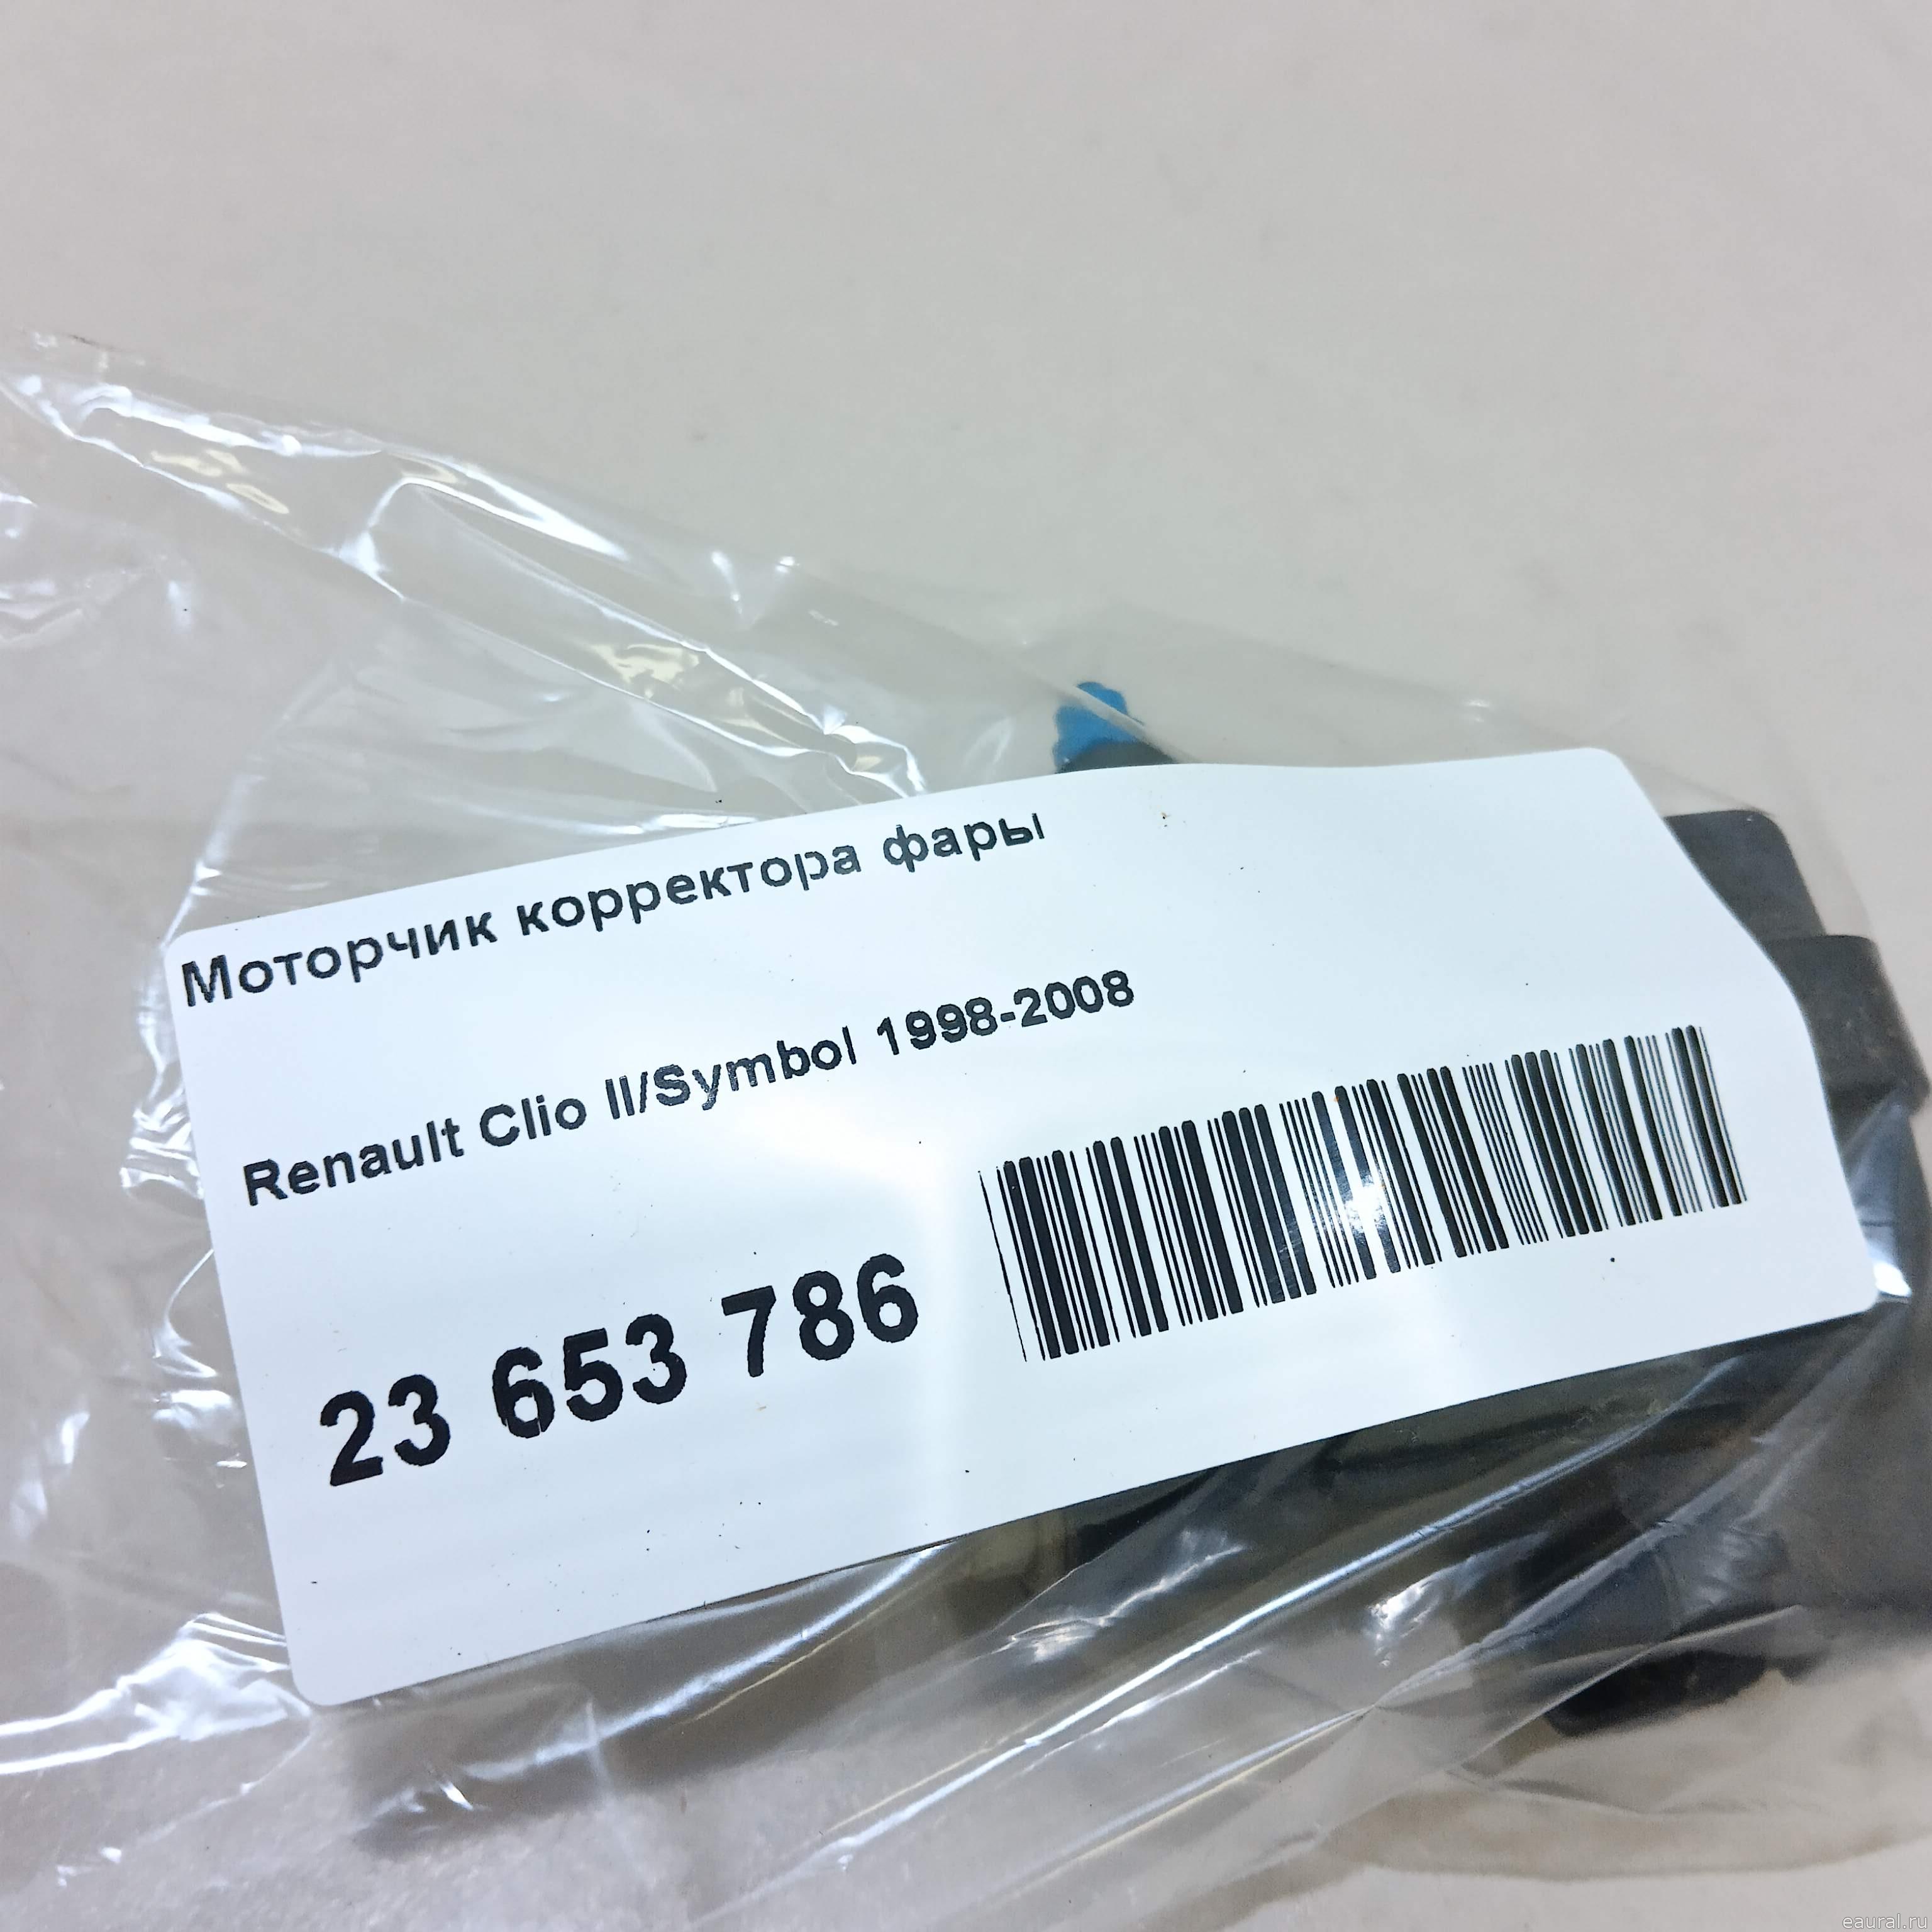 Моторчик корректора фары
Renault Clio II/Symbol 1998-2008
23 653 786
eaural.ru